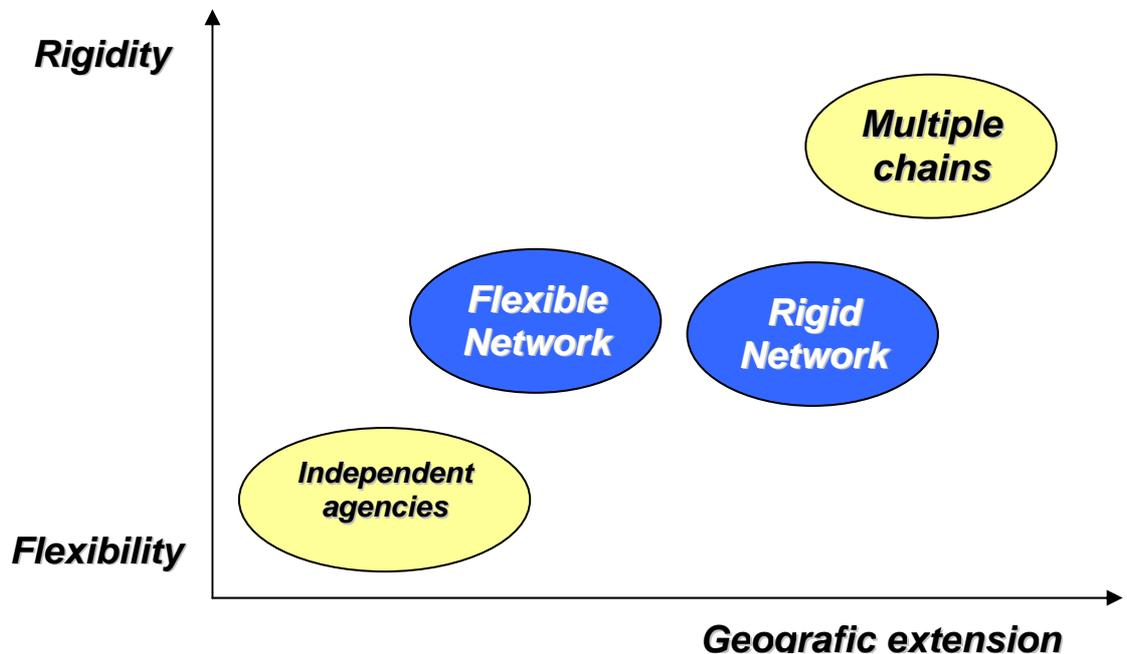 Rigidity
Multiple
chains
Flexible
Network
Rigid
Network
Independent
agencies
Flexibility
Geografic extension